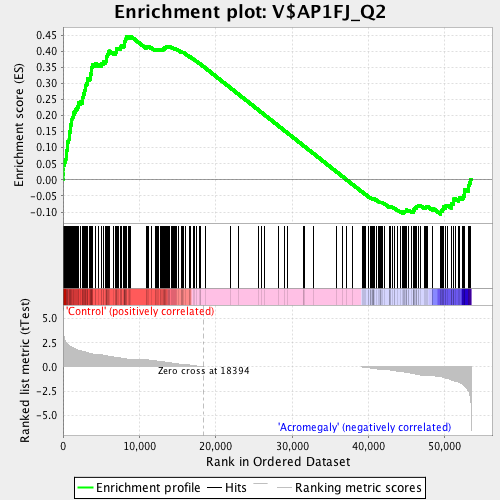 Enrichment plot: V$AP1FJ_Q2
Enrichment score (ES)
0.45
0.40
0.35
0.30
0.25
0.20
0.15
0.10
0.05
0.00
-0.05
-0.10
'Control' (positively correlated)
Ranked list metric (tTest)
5.0
2.5
0.0
-2.5
-5.0
Zero cross at 18394
'Acromegaly' (negatively correlated)
0 10,000 20,000 30,000 40,000 50,000
Rank in Ordered Dataset
Enrichment profile Hits Ranking metric scores